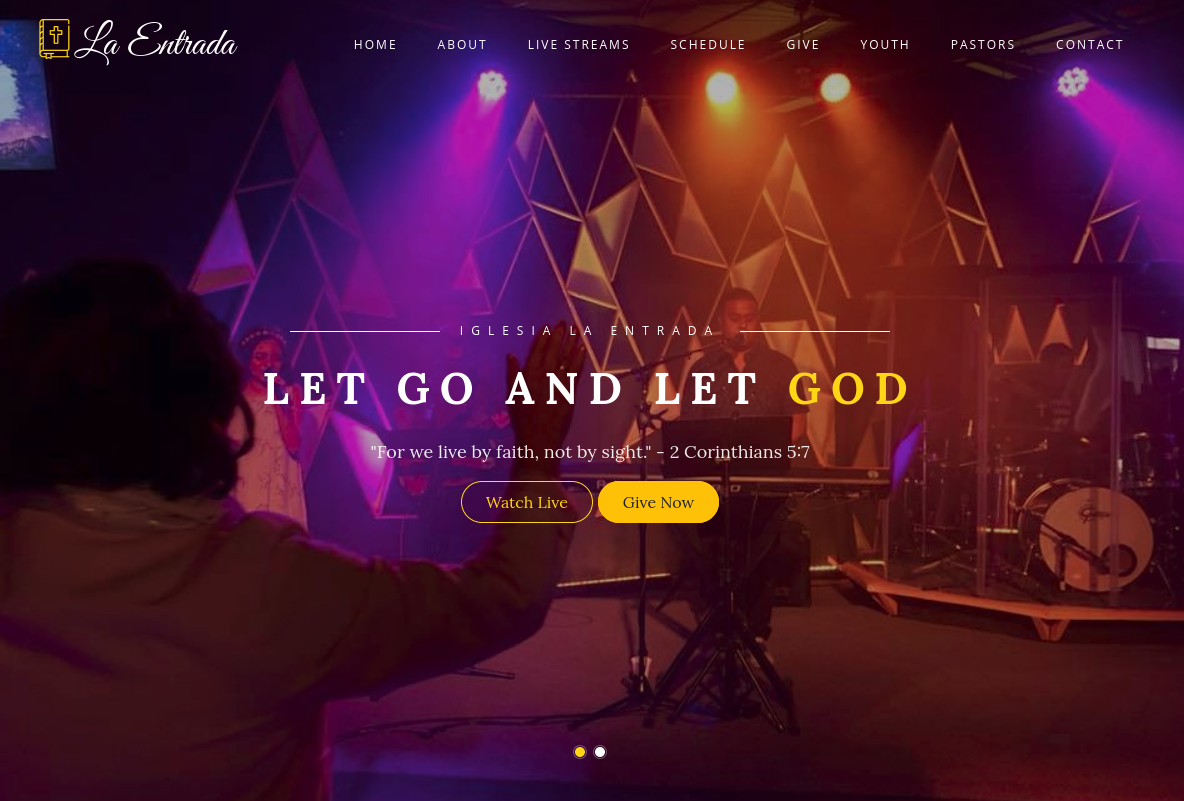 La Entrada
HOME ABOUT LIVE STREAMS SCHEDULE GIVE YOUTH PASTORS CONTACT
IGLESIA LA ENTRADA
LET GO AND LET GOD
"For we live by faith, not by sight." - 2 Corinthians 5:7
Watch Live Give Now